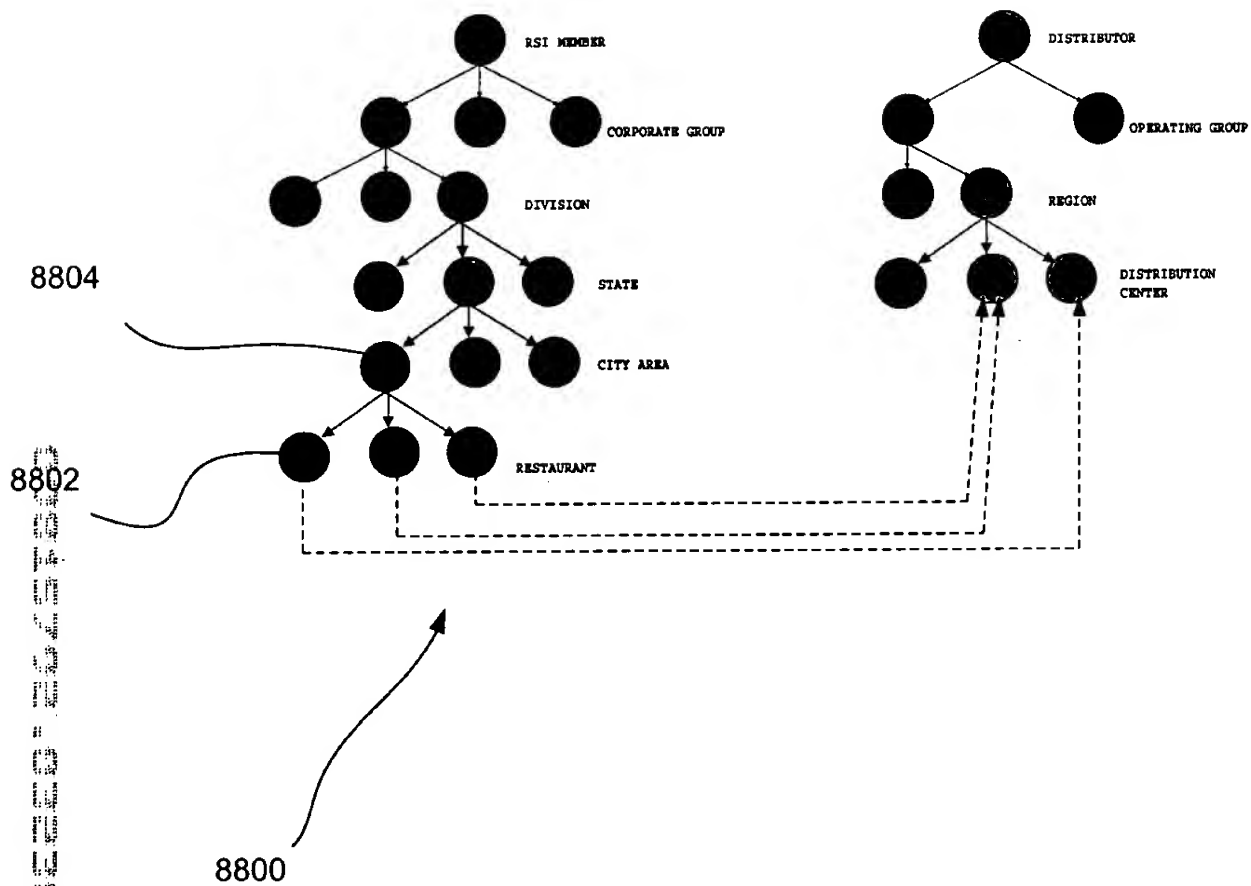 RSI MEMBER
DISTRIBUTOR
CORPORATE GROUP
OPERATING GROUP
DIVISION
REGION
8804
STATE
DISTRIBUTION
CENTER
CITY AREA
8802
RESTAURANT
8800